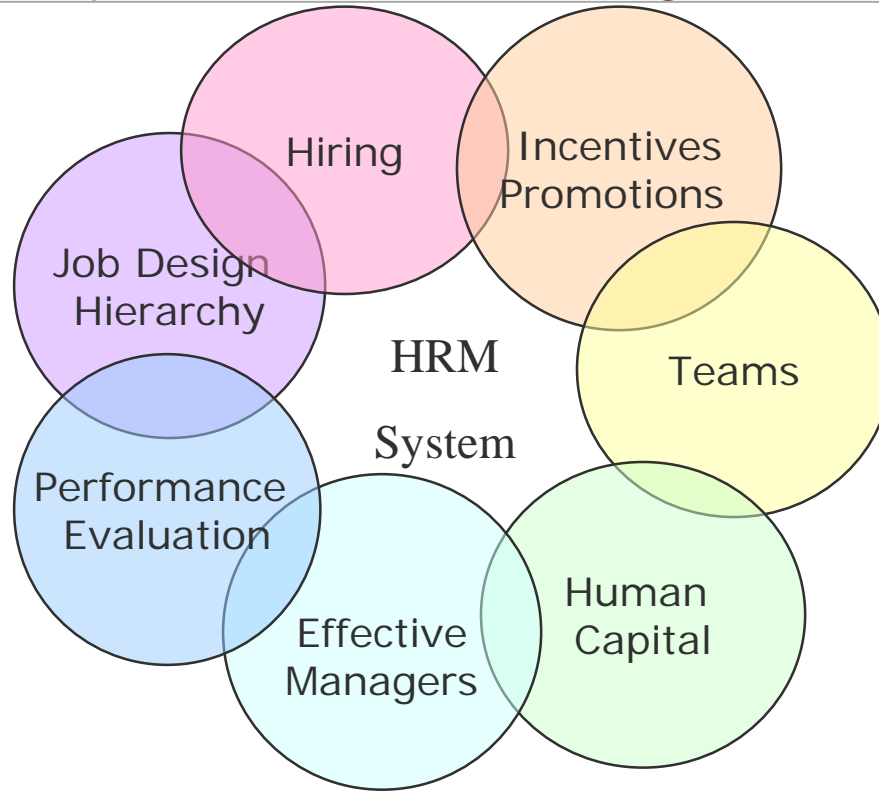 Hiring
Incentives
Promotions
Job Design
Hierarchy
HRM
System
Teams
Performance
Evaluation
Effective
Managers
Human
Capital